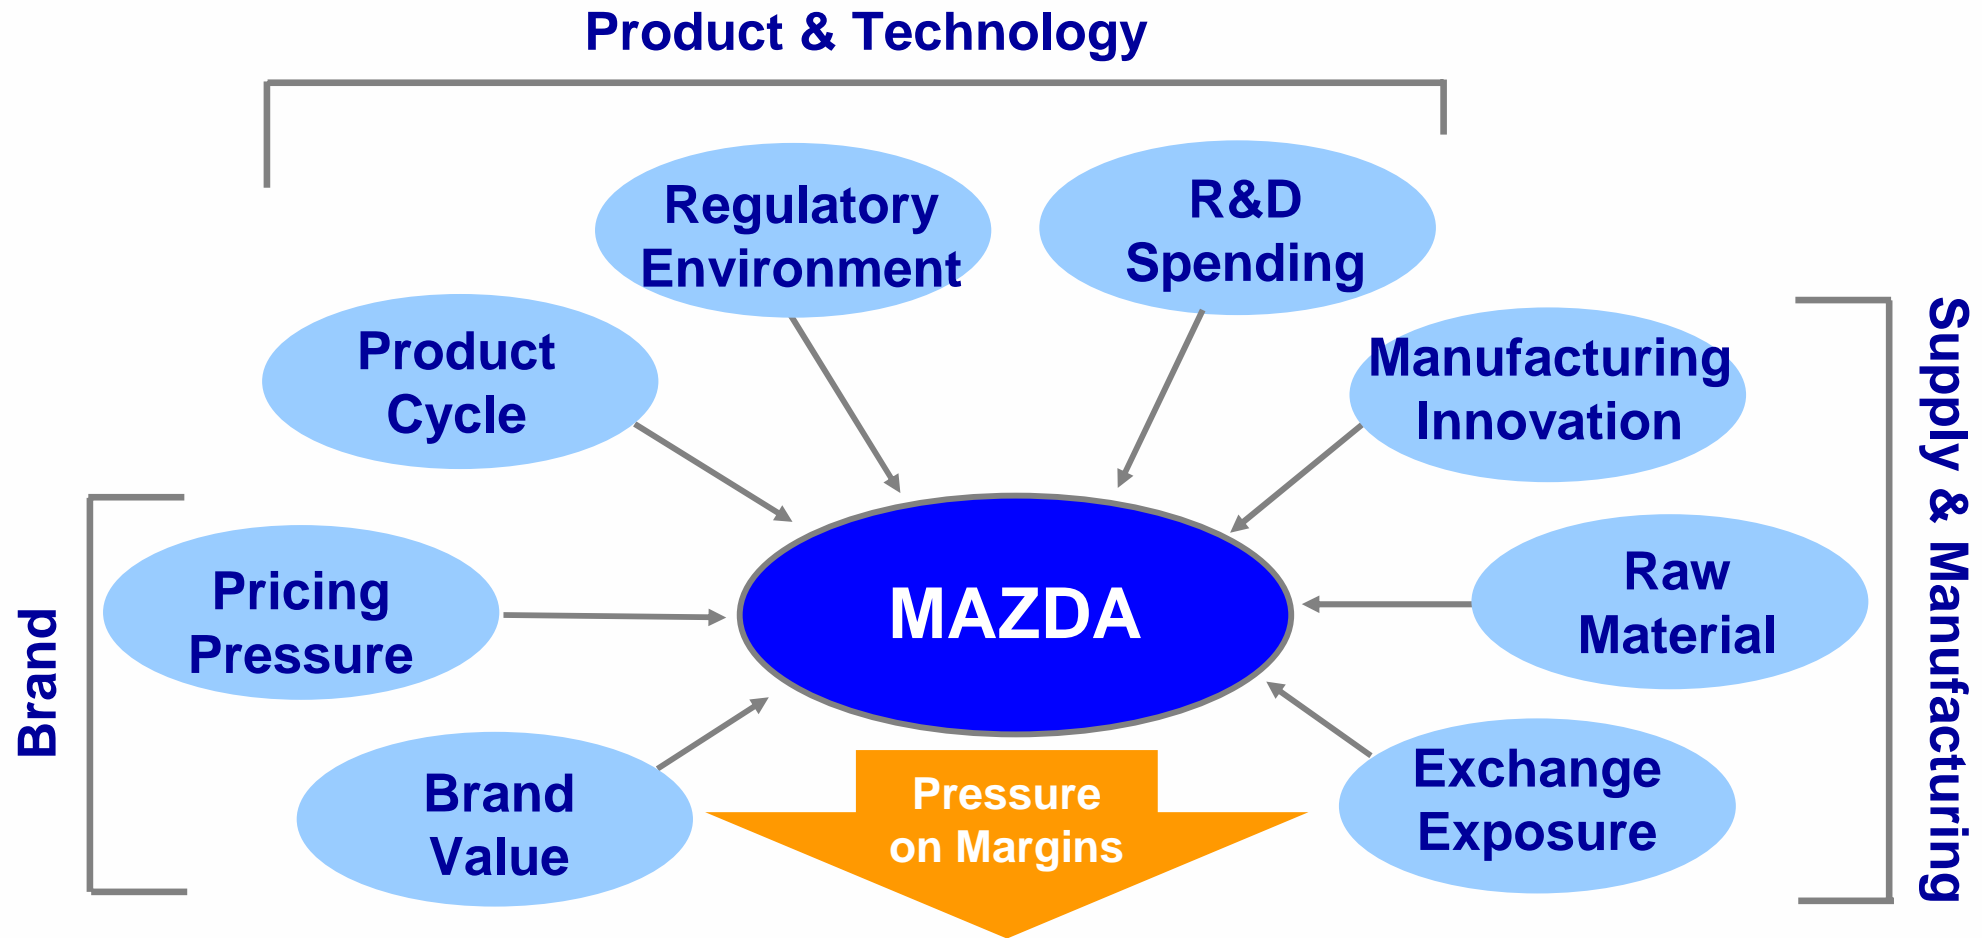 Product & Technology
Regulatory
Environment
R&D
Spending
Product
Cycle
Manufacturing
Innovation
Pricing
Pressure
MAZDA
Raw
Material
Brand
Value
Pressure
on Margins
Exchange
Exposure
Brand
Supply & Manufacturing